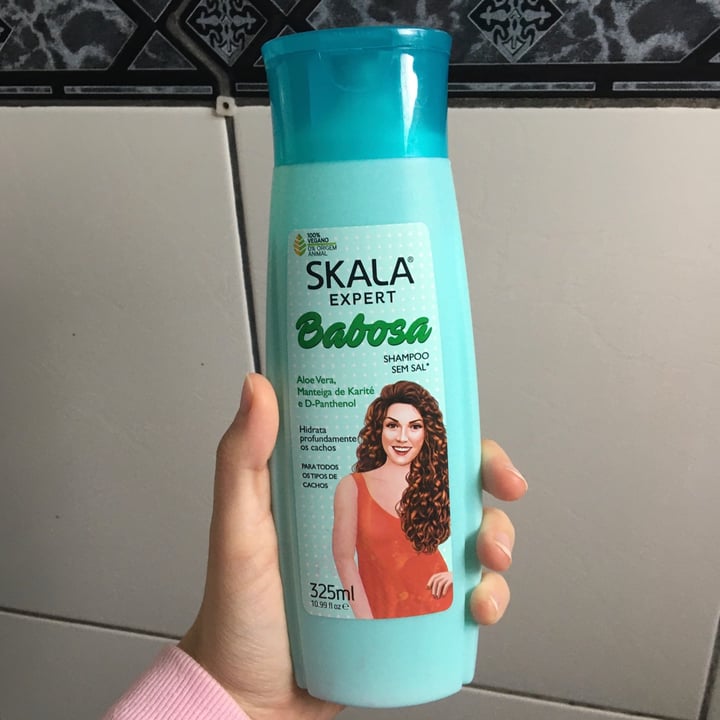 100%
VEGANO
0% ORIGEM
ANIMAL
SKALA®
EXPERT
Babosa
SHAMPOO
SEM SAL*
Aloe Vera,
Manteiga de Karité
e D-Panthenol
Hidrata
profundamente
os cachos
PARA TODOS
OS TIPOS DE
CACHOS
325ml
10.99 fl oz ℮